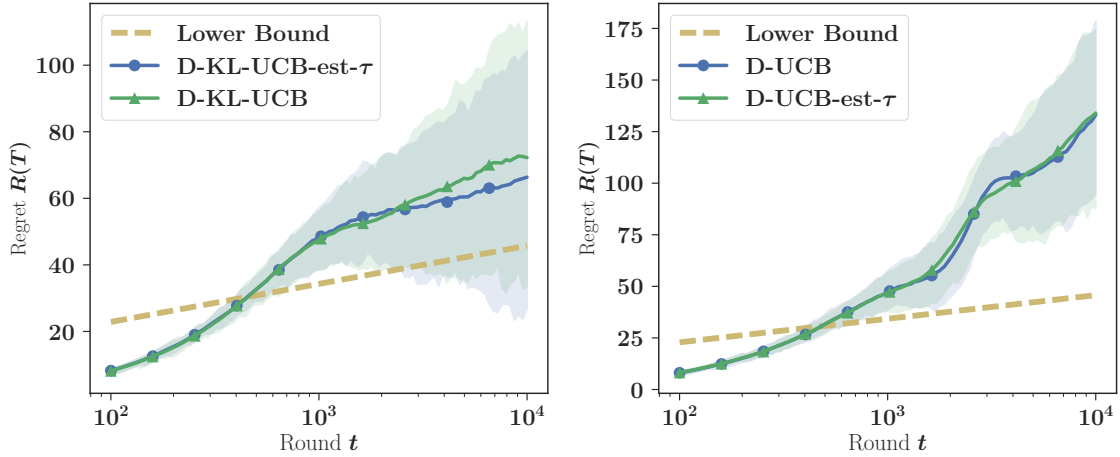 Lower Bound
D-KL-UCB-est-τ
D-KL-UCB
100
80
60
40
20
Regret R(T)
10²
10³
10⁴
Round t
Lower Bound
D-UCB
D-UCB-est-τ
175
150
125
100
75
50
25
0
Regret R(T)
10²
10³
10⁴
Round t